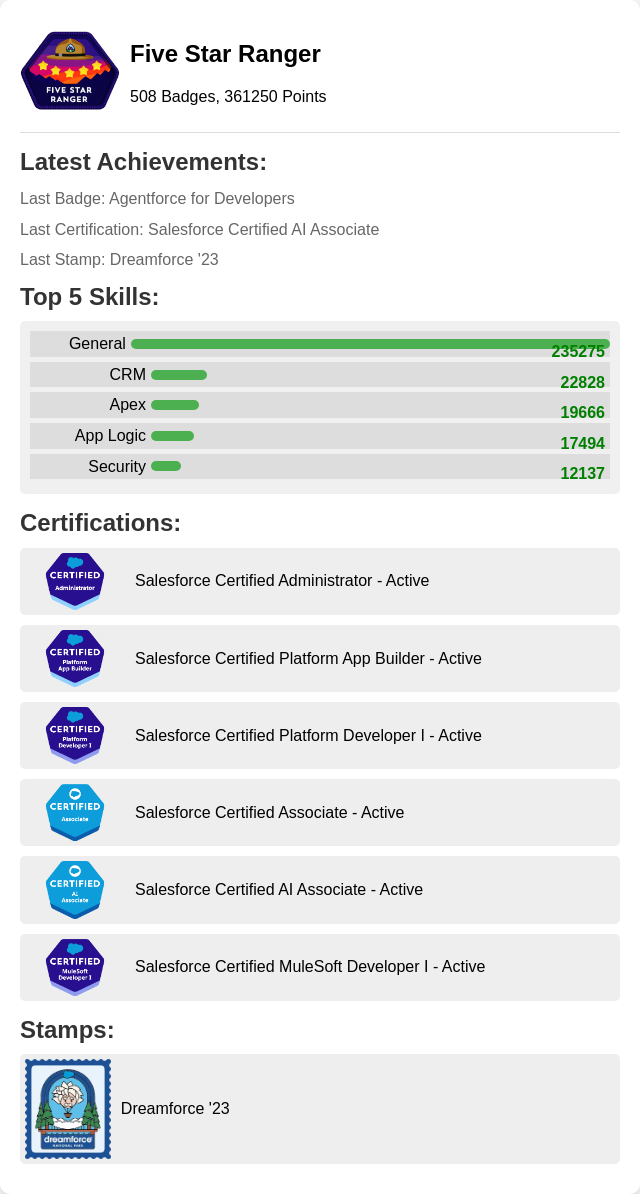 FIVE STAR
RANGER
Five Star Ranger
508 Badges, 361250 Points
Latest Achievements:
Last Badge: Agentforce for Developers
Last Certification: Salesforce Certified AI Associate
Last Stamp: Dreamforce '23
Top 5 Skills:
General 235275
CRM 22828
Apex 19666
App Logic 17494
Security 12137
Certifications:
CERTIFIED
Administrator
Salesforce Certified Administrator - Active
CERTIFIED
Platform
App Builder
Salesforce Certified Platform App Builder - Active
CERTIFIED
Platform
Developer I
Salesforce Certified Platform Developer I - Active
CERTIFIED
Associate
Salesforce Certified Associate - Active
CERTIFIED
AI
Associate
Salesforce Certified AI Associate - Active
CERTIFIED
MuleSoft
Developer I
Salesforce Certified MuleSoft Developer I - Active
Stamps:
dreamforce
NATIONAL PARK
Dreamforce '23